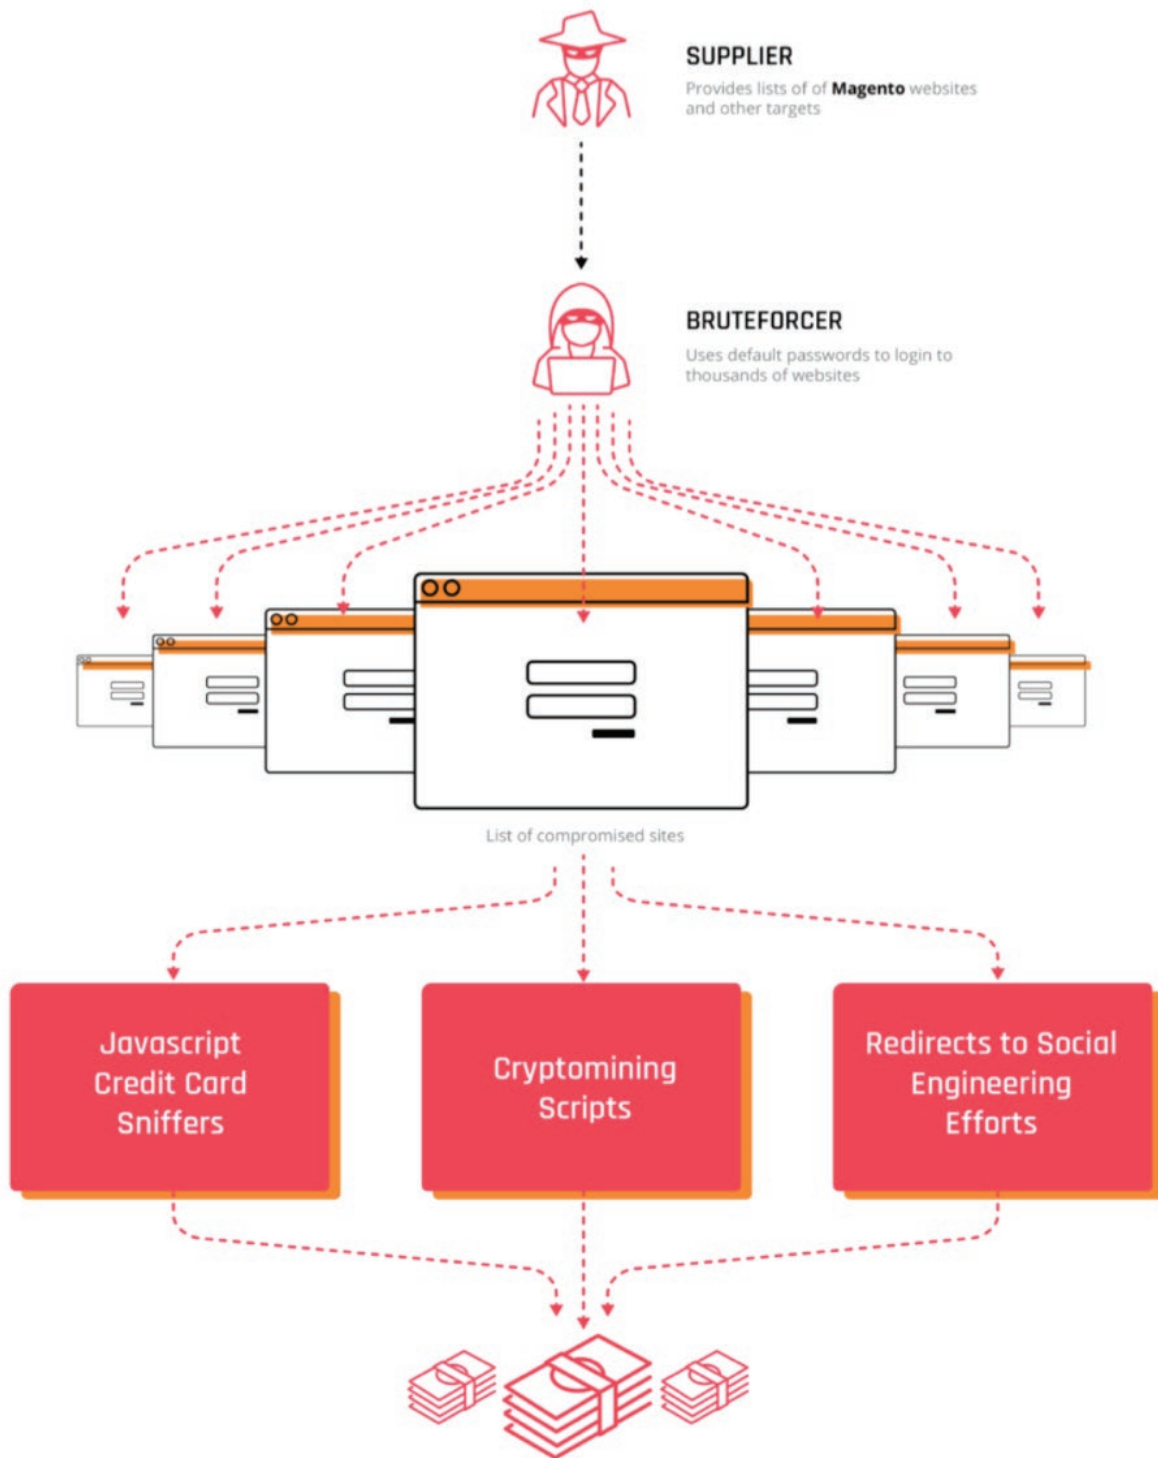 SUPPLIER
Provides lists of of Magento websites
and other targets
BRUTEFORCER
Uses default passwords to login to
thousands of websites
List of compromised sites
Javascript
Credit Card
Sniffers
Cryptomining
Scripts
Redirects to Social
Engineering
Efforts